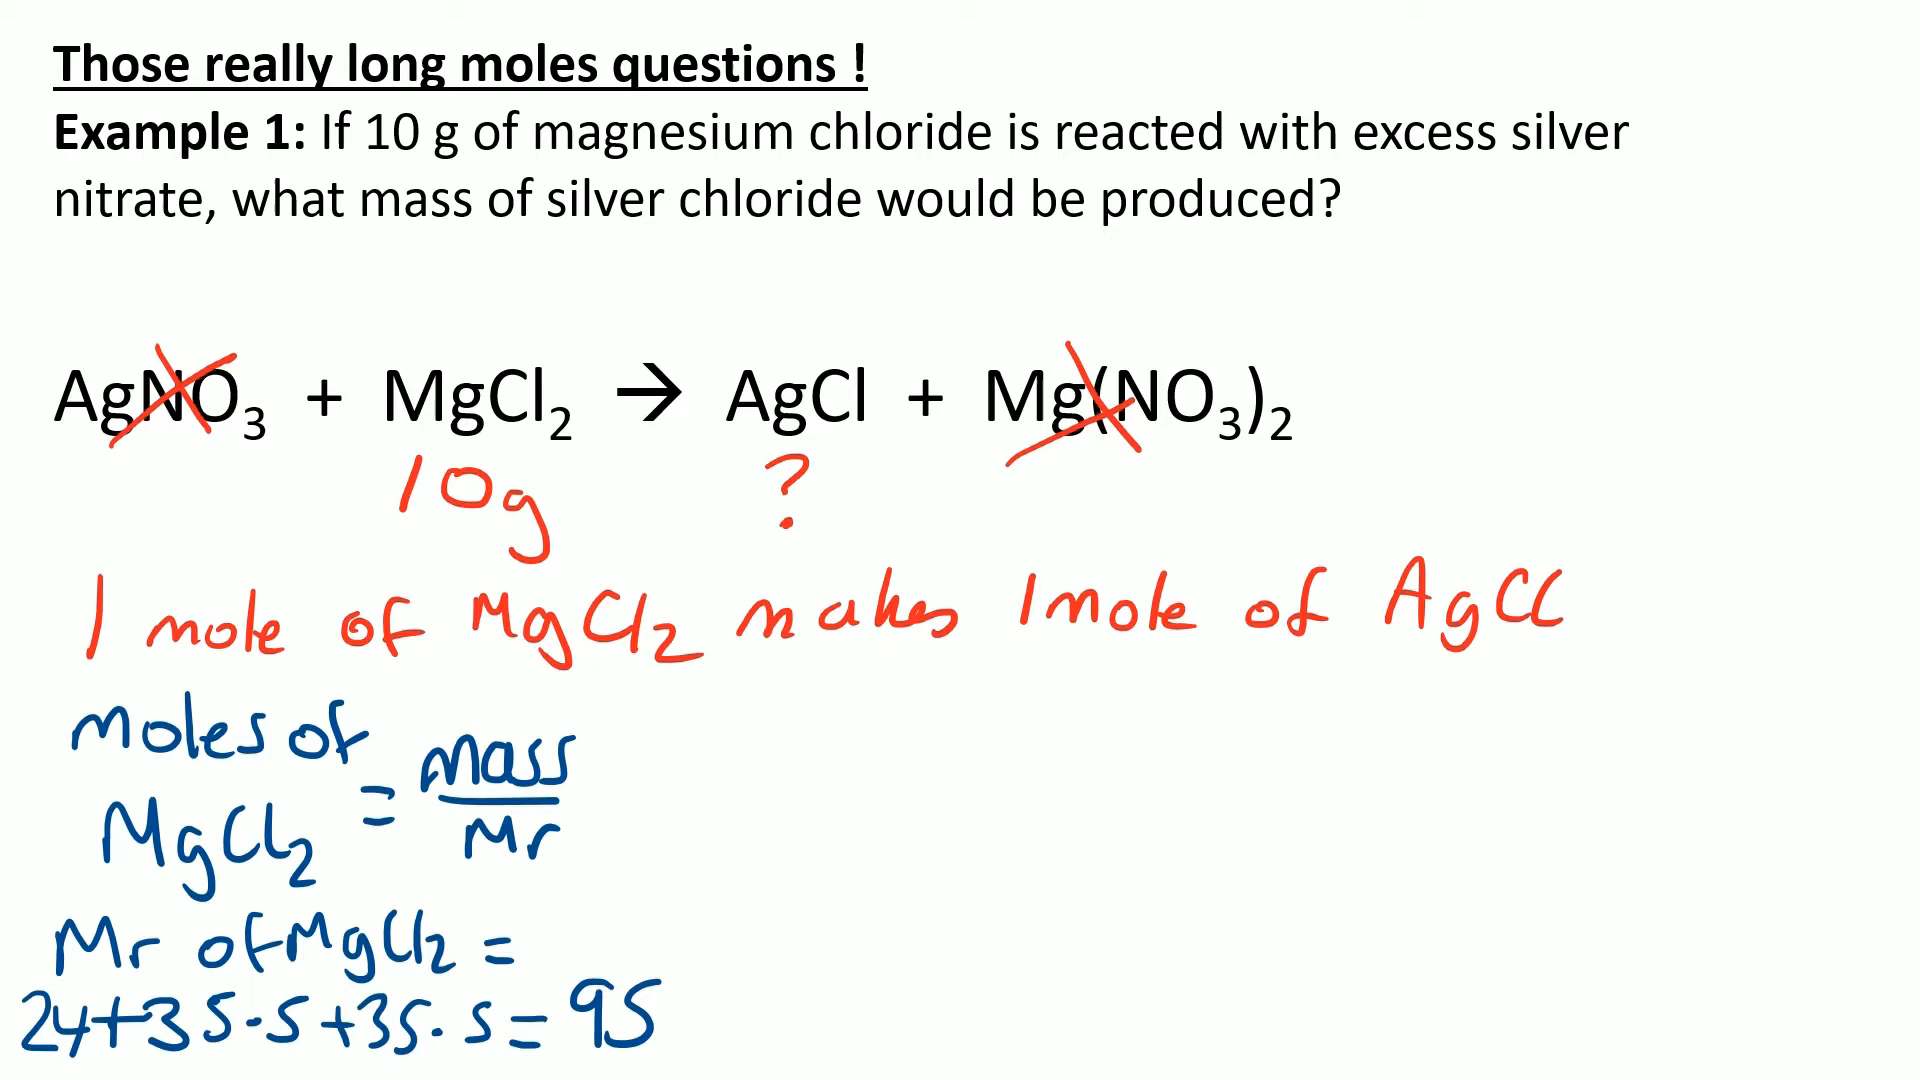 Those really long moles questions !
Example 1: If 10 g of magnesium chloride is reacted with excess silver
nitrate, what mass of silver chloride would be produced?
AgNO₃ + MgCl₂ → AgCl + Mg(NO₃)₂
10g ?
1 mole of MgCl₂ makes 1 mole of AgCl
moles of
MgCl₂ = mass
Mr
Mr of MgCl₂ =
24+35.5+35.5=95